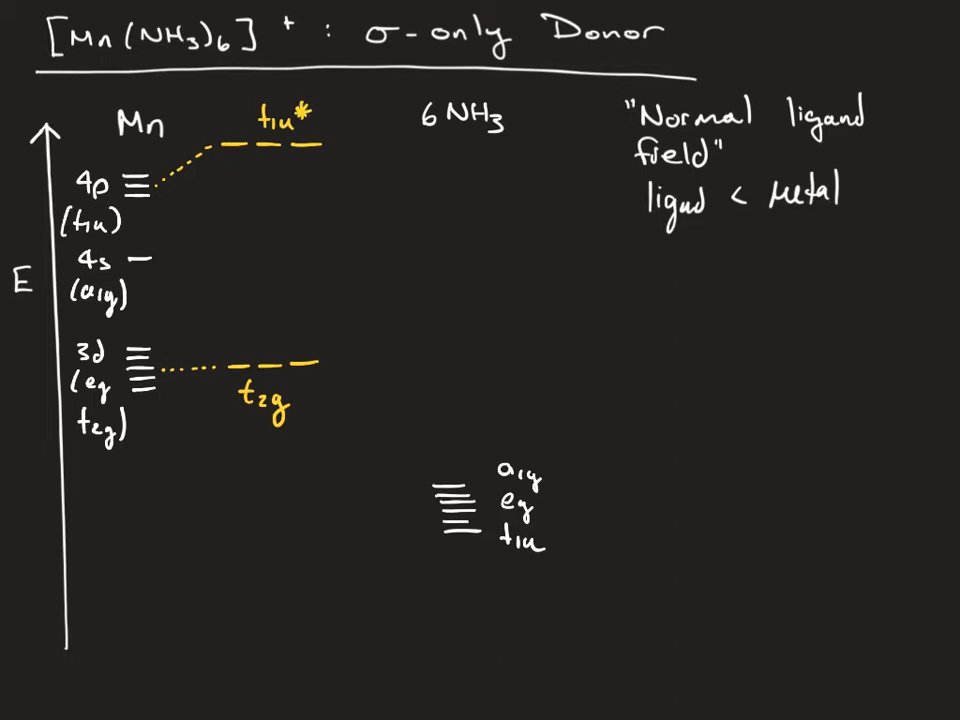 [Mn(NH₃)₆]⁺ : σ-only Donor
Mn
t₁ᵤ*
6 NH₃
"Normal ligand
field"
ligand < Metal
4p
(t₁ᵤ)
4s
(a₁g)
E
3d
(eg
t₂g)
t₂g
a₁g
eg
t₁ᵤ